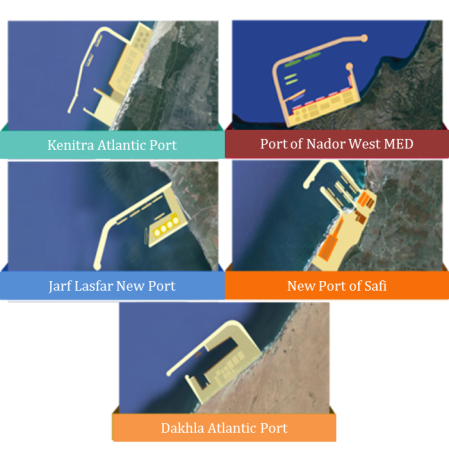 Kenitra Atlantic Port
Port of Nador West MED
Jarf Lasfar New Port
New Port of Safi
Dakhla Atlantic Port